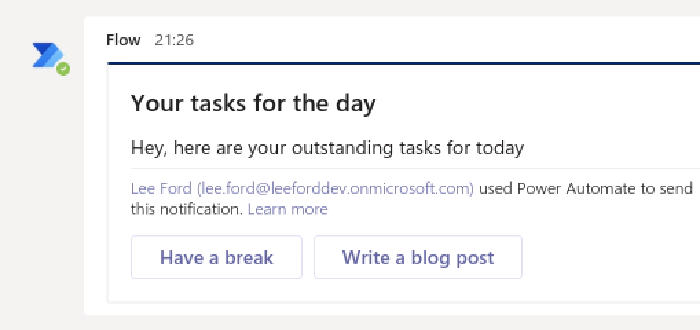 Flow 21:26
Your tasks for the day
Hey, here are your outstanding tasks for today
Lee Ford (lee.ford@leeforddev.onmicrosoft.com) used Power Automate to send
this notification. Learn more
Have a break Write a blog post